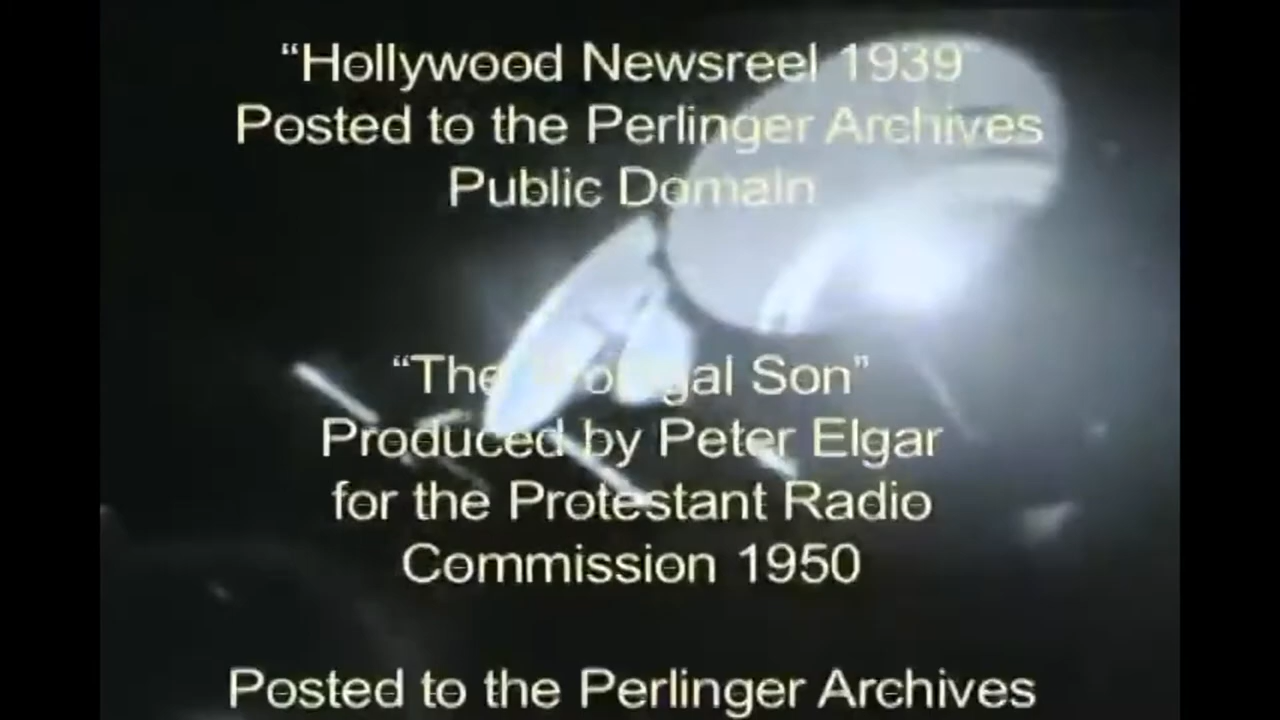 “Hollywood Newsreel 1939”
Posted to the Perlinger Archives
Public Domain
“The Prodigal Son”
Produced by Peter Elgar
for the Protestant Radio
Commission 1950
Posted to the Perlinger Archives